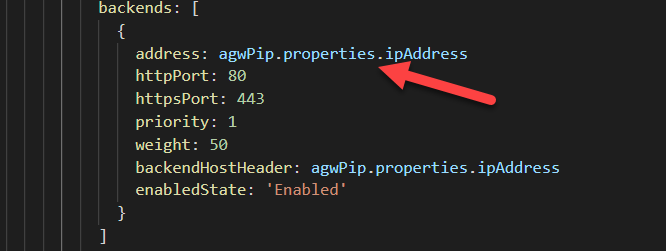 backends: [
{
address: agwPip.properties.ipAddress
httpPort: 80
httpsPort: 443
priority: 1
weight: 50
backendHostHeader: agwPip.properties.ipAddress
enabledState: 'Enabled'
}
]